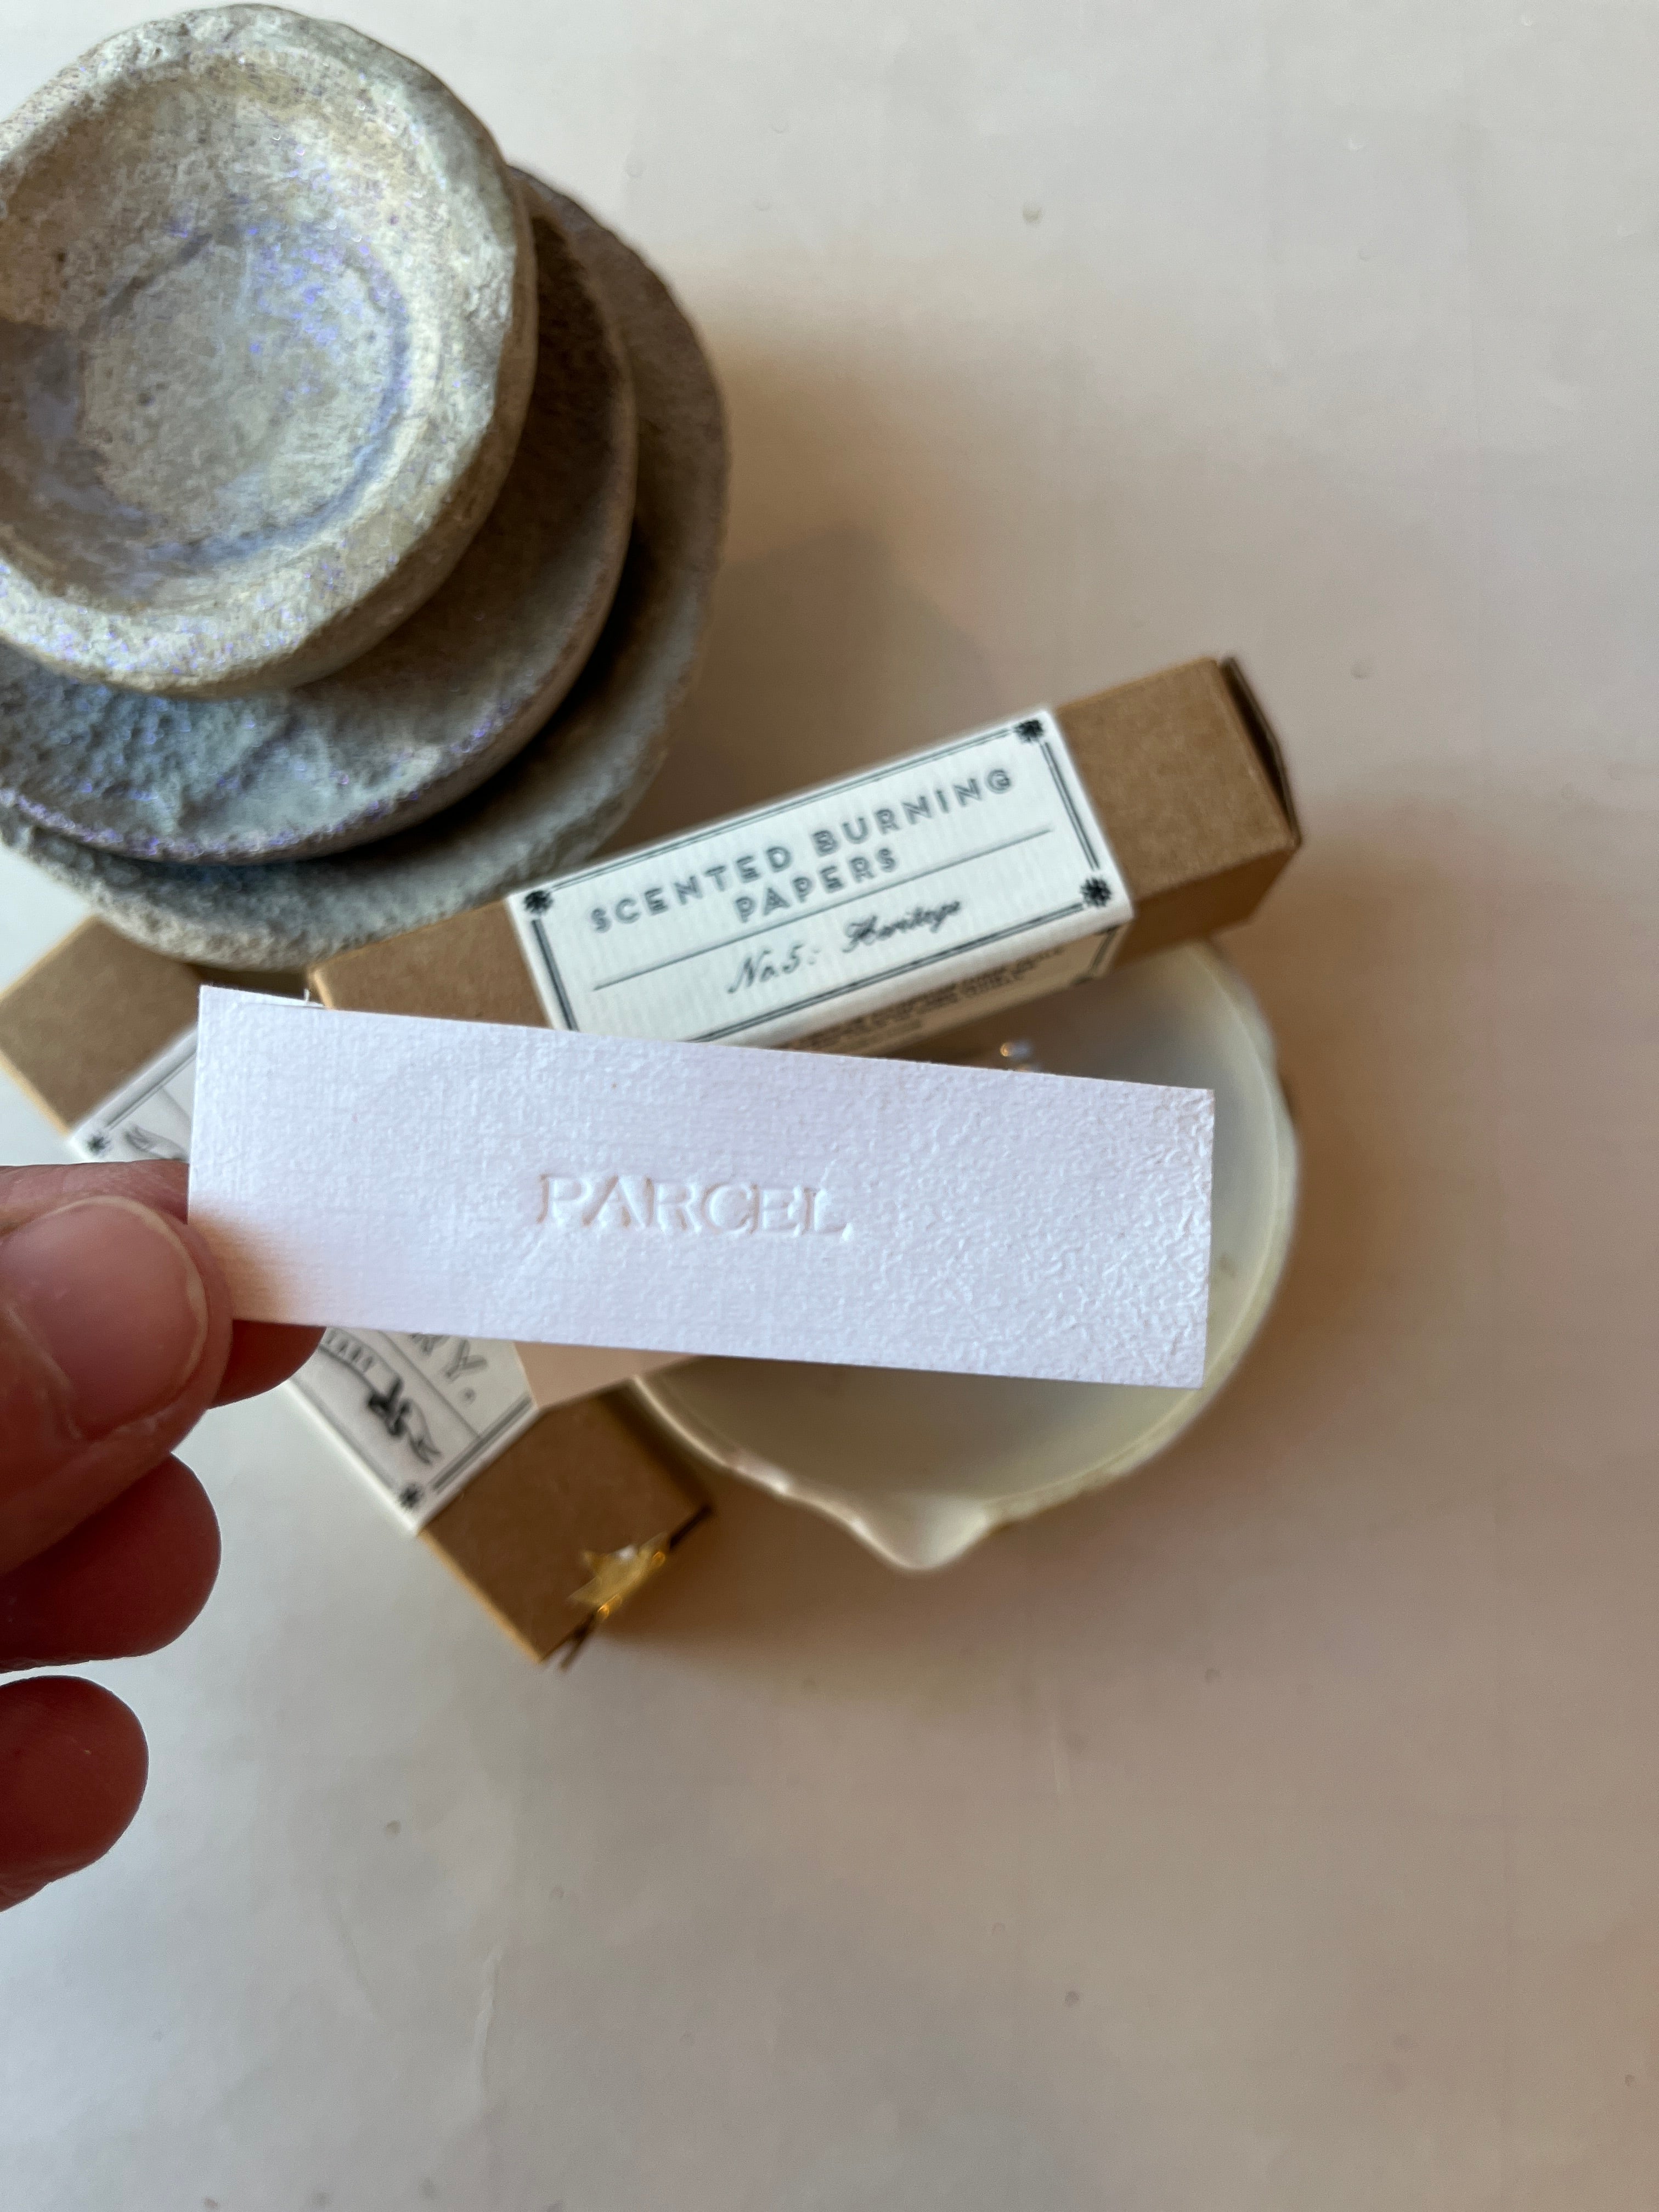 SCENTED BURNING
PAPERS
No.5: Heritage
PARCEL